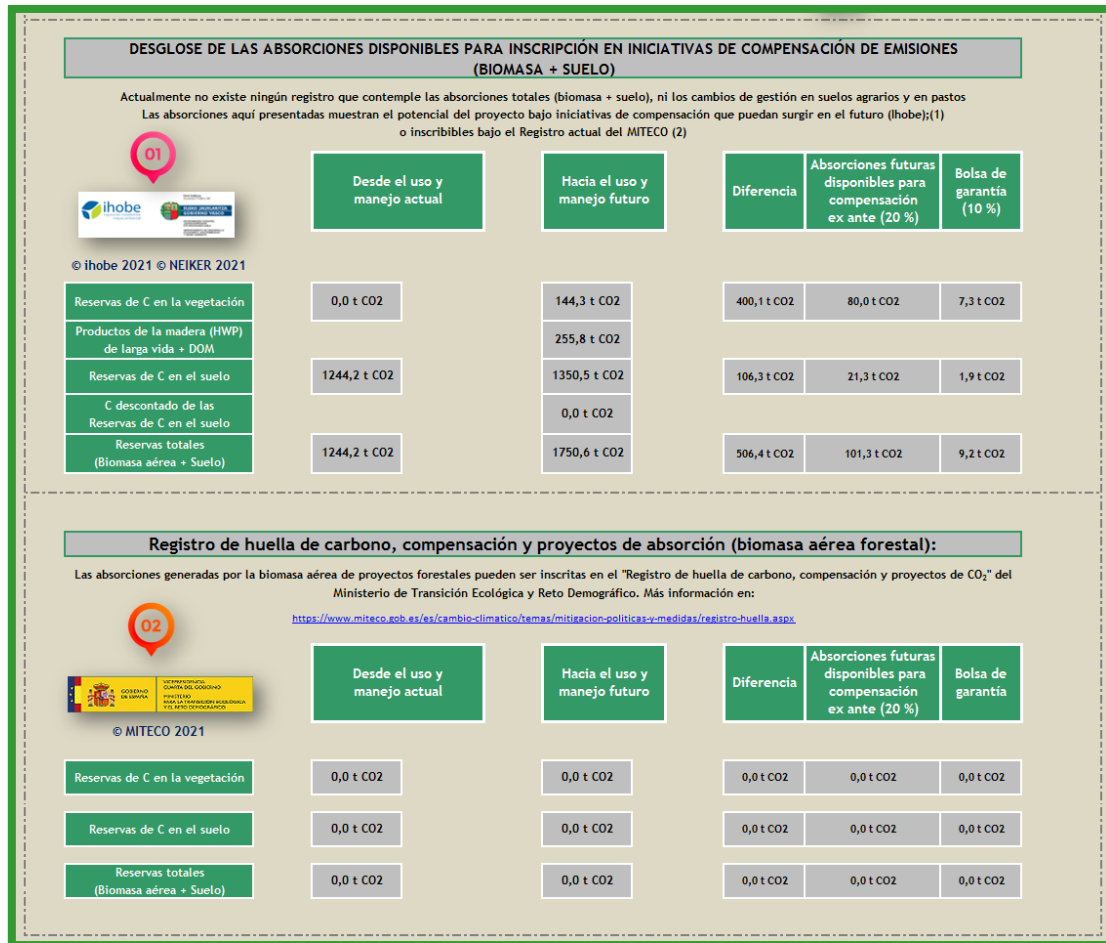 DESGLOSE DE LAS ABSORCIONES DISPONIBLES PARA INSCRIPCIÓN EN INICIATIVAS DE COMPENSACIÓN DE EMISIONES
(BIOMASA + SUELO)
Actualmente no existe ningún registro que contemple las absorciones totales (biomasa + suelo), ni los cambios de gestión en suelos agrarios y en pastos
Las absorciones aquí presentadas muestran el potencial del proyecto bajo iniciativas de compensación que puedan surgir en el futuro (Ihobe);(1)
o inscribibles bajo el Registro actual del MITECO (2)
01
ihobe
© ihobe 2021 © NEIKER 2021
Desde el uso y
manejo actual
Hacia el uso y
manejo futuro
Diferencia
Absorciones futuras
disponibles para
compensación
ex ante (20 %)
Bolsa de
garantía
(10 %)
Reservas de C en la vegetación 0,0 t CO2 144,3 t CO2 400,1 t CO2 80,0 t CO2 7,3 t CO2
Productos de la madera (HWP)
de larga vida + DOM
255,8 t CO2
Reservas de C en el suelo 1244,2 t CO2 1350,5 t CO2 106,3 t CO2 21,3 t CO2 1,9 t CO2
C descontado de las
Reservas de C en el suelo
0,0 t CO2
Reservas totales
(Biomasa aérea + Suelo)
1244,2 t CO2 1750,6 t CO2 506,4 t CO2 101,3 t CO2 9,2 t CO2
Registro de huella de carbono, compensación y proyectos de absorción (biomasa aérea forestal):
Las absorciones generadas por la biomasa aérea de proyectos forestales pueden ser inscritas en el "Registro de huella de carbono, compensación y proyectos de CO₂" del
Ministerio de Transición Ecológica y Reto Demográfico. Más información en:
https://www.miteco.gob.es/es/cambio-climatico/temas/mitigacion-politicas-y-medidas/registro-huella.aspx
02
GOBIERNO
DE ESPAÑA
VICEPRESIDENCIA
CUARTA DEL GOBIERNO
MINISTERIO
PARA LA TRANSICIÓN ECOLÓGICA
Y EL RETO DEMOGRÁFICO
© MITECO 2021
Desde el uso y
manejo actual
Hacia el uso y
manejo futuro
Diferencia
Absorciones futuras
disponibles para
compensación
ex ante (20 %)
Bolsa de
garantía
Reservas de C en la vegetación 0,0 t CO2 0,0 t CO2 0,0 t CO2 0,0 t CO2 0,0 t CO2
Reservas de C en el suelo 0,0 t CO2 0,0 t CO2 0,0 t CO2 0,0 t CO2 0,0 t CO2
Reservas totales
(Biomasa aérea + Suelo)
0,0 t CO2 0,0 t CO2 0,0 t CO2 0,0 t CO2 0,0 t CO2